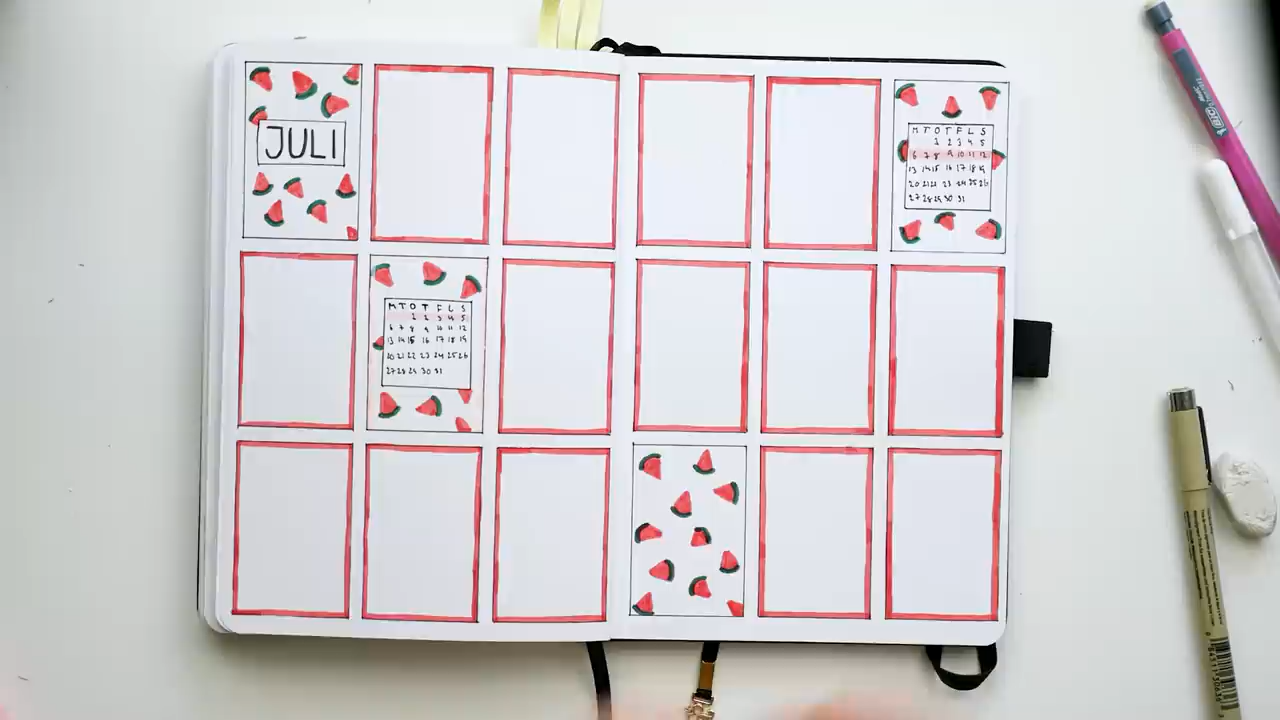 JULI
M T O T F L S
1 2 3 4 5
6 7 8 9 10 11 12
13 14 15 16 17 18 19
20 21 22 23 24 25 26
27 28 29 30 31
M T O T F L S
1 2 3 4 5
6 7 8 9 10 11 12
13 14 15 16 17 18 19
20 21 22 23 24 25 26
27 28 29 30 31
BIC